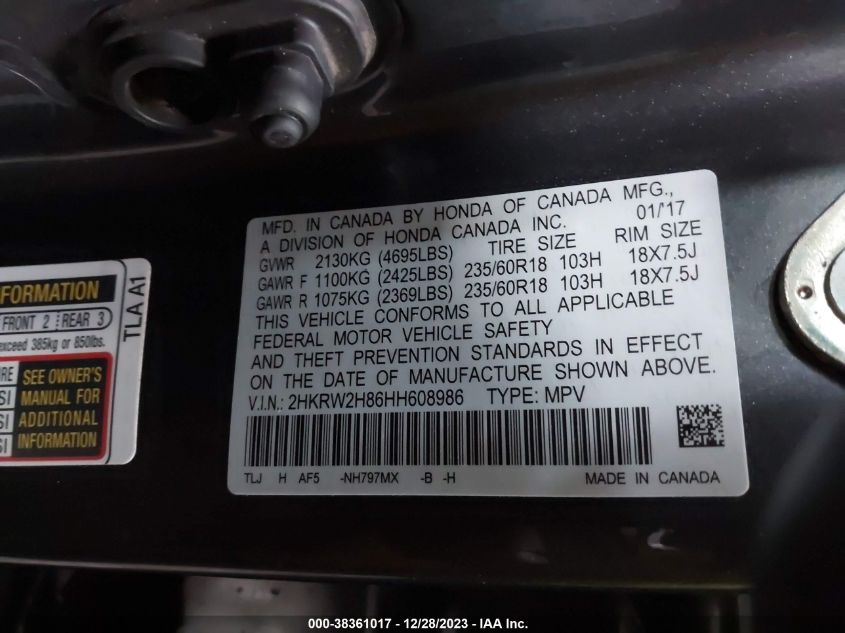 MFD. IN CANADA BY HONDA OF CANADA MFG.,
A DIVISION OF HONDA CANADA INC. 01/'17
GVWR 2130KG (4695LBS) TIRE SIZE RIM SIZE
GAWR F 1100KG (2425LBS) 235/60R18 103H 18X7.5J
GAWR R 1075KG (2369LBS) 235/60R18 103H 18X7.5J
THIS VEHICLE CONFORMS TO ALL APPLICABLE
FEDERAL MOTOR VEHICLE SAFETY
AND THEFT PREVENTION STANDARDS IN EFFECT
ON THE DATE OF MANUFACTURE SHOWN ABOVE.
V.I.N.: 2HKRW2H86HH608986 TYPE: MPV
TLJ H AF5 -NH797MX -B -H MADE IN CANADA
TLA A1
FRONT 2 REAR 3
exceed 385kg or 850lbs.
SEE OWNER'S
MANUAL FOR
ADDITIONAL
INFORMATION
000-38361017 - 12/28/2023 - IAA Inc.